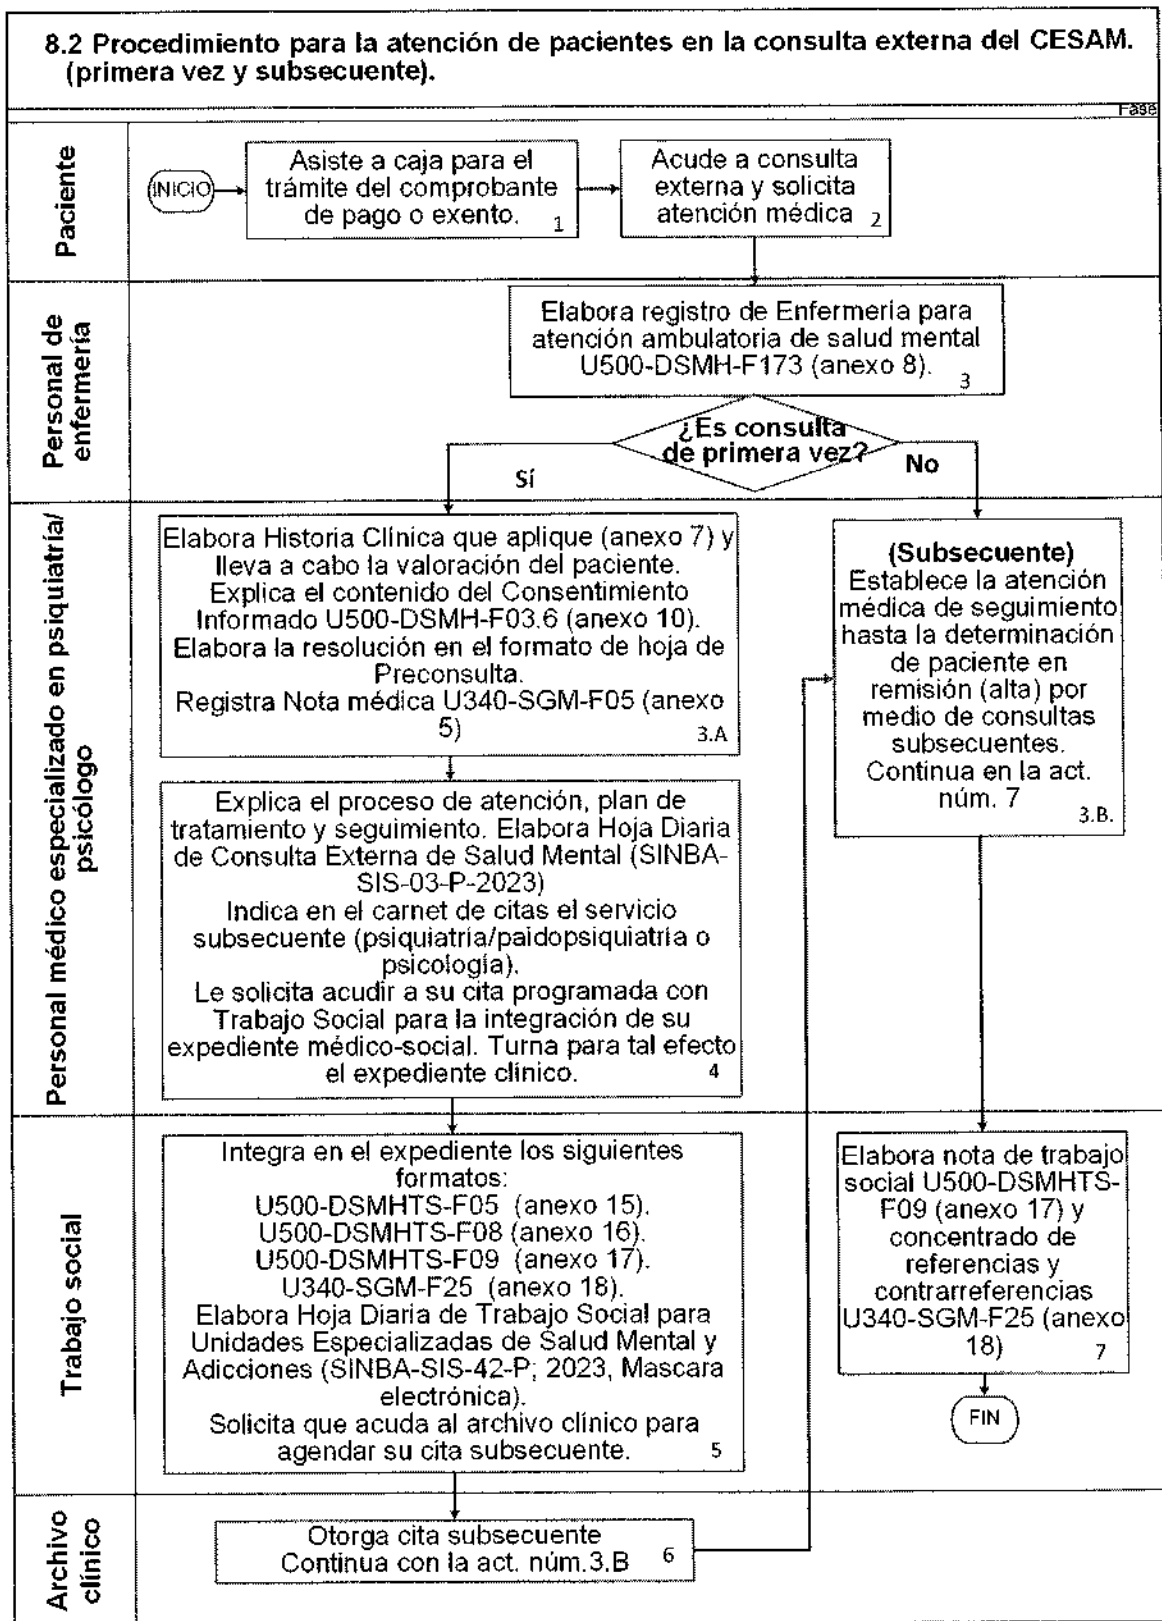 8.2 Procedimiento para la atención de pacientes en la consulta externa del CESAM.
(primera vez y subsecuente).
Fase
Paciente
INICIO
Asiste a caja para el
trámite del comprobante
de pago o exento.
1
Acude a consulta
externa y solicita
atención médica
2
Personal de
enfermería
Elabora registro de Enfermería para
atención ambulatoria de salud mental
U500-DSMH-F173 (anexo 8).
3
¿Es consulta
de primera vez?
Sí
No
Personal médico especializado en psiquiatría/
psicólogo
Elabora Historia Clínica que aplique (anexo 7) y
lleva a cabo la valoración del paciente.
Explica el contenido del Consentimiento
Informado U500-DSMH-F03.6 (anexo 10).
Elabora la resolución en el formato de hoja de
Preconsulta.
Registra Nota médica U340-SGM-F05 (anexo
5)
3.A
(Subsecuente)
Establece la atención
médica de seguimiento
hasta la determinación
de paciente en
remisión (alta) por
medio de consultas
subsecuentes.
Continua en la act.
núm. 7
3.B.
Explica el proceso de atención, plan de
tratamiento y seguimiento. Elabora Hoja Diaria
de Consulta Externa de Salud Mental (SINBA-
SIS-03-P-2023)
Indica en el carnet de citas el servicio
subsecuente (psiquiatría/paidopsiquiatría o
psicología).
Le solicita acudir a su cita programada con
Trabajo Social para la integración de su
expediente médico-social. Turna para tal efecto
el expediente clínico.
4
Trabajo social
Integra en el expediente los siguientes
formatos:
U500-DSMHTS-F05 (anexo 15).
U500-DSMHTS-F08 (anexo 16).
U500-DSMHTS-F09 (anexo 17).
U340-SGM-F25 (anexo 18).
Elabora Hoja Diaria de Trabajo Social para
Unidades Especializadas de Salud Mental y
Adicciones (SINBA-SIS-42-P; 2023, Mascara
electrónica).
Solicita que acuda al archivo clínico para
agendar su cita subsecuente.
5
Elabora nota de trabajo
social U500-DSMHTS-
F09 (anexo 17) y
concentrado de
referencias y
contrarreferencias
U340-SGM-F25 (anexo
18)
7
FIN
Archivo
clínico
Otorga cita subsecuente
Continua con la act. núm.3.B
6